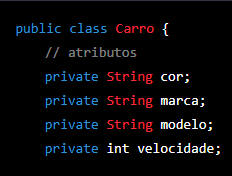 public class Carro {
// atributos
private String cor;
private String marca;
private String modelo;
private int velocidade;